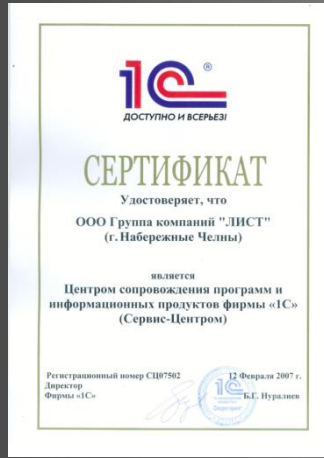 1С®
ДОСТУПНО И ВСЕРЬЕЗ!
СЕРТИФИКАТ
Удостоверяет, что
ООО Группа компаний "ЛИСТ"
(г. Набережные Челны)
является
Центром сопровождения программ и
информационных продуктов фирмы «1С»
(Сервис-Центром)
Регистрационный номер СЦ07502 12 Февраля 2007 г.
Директор
Фирмы «1С» Б.Г. Нуралиев